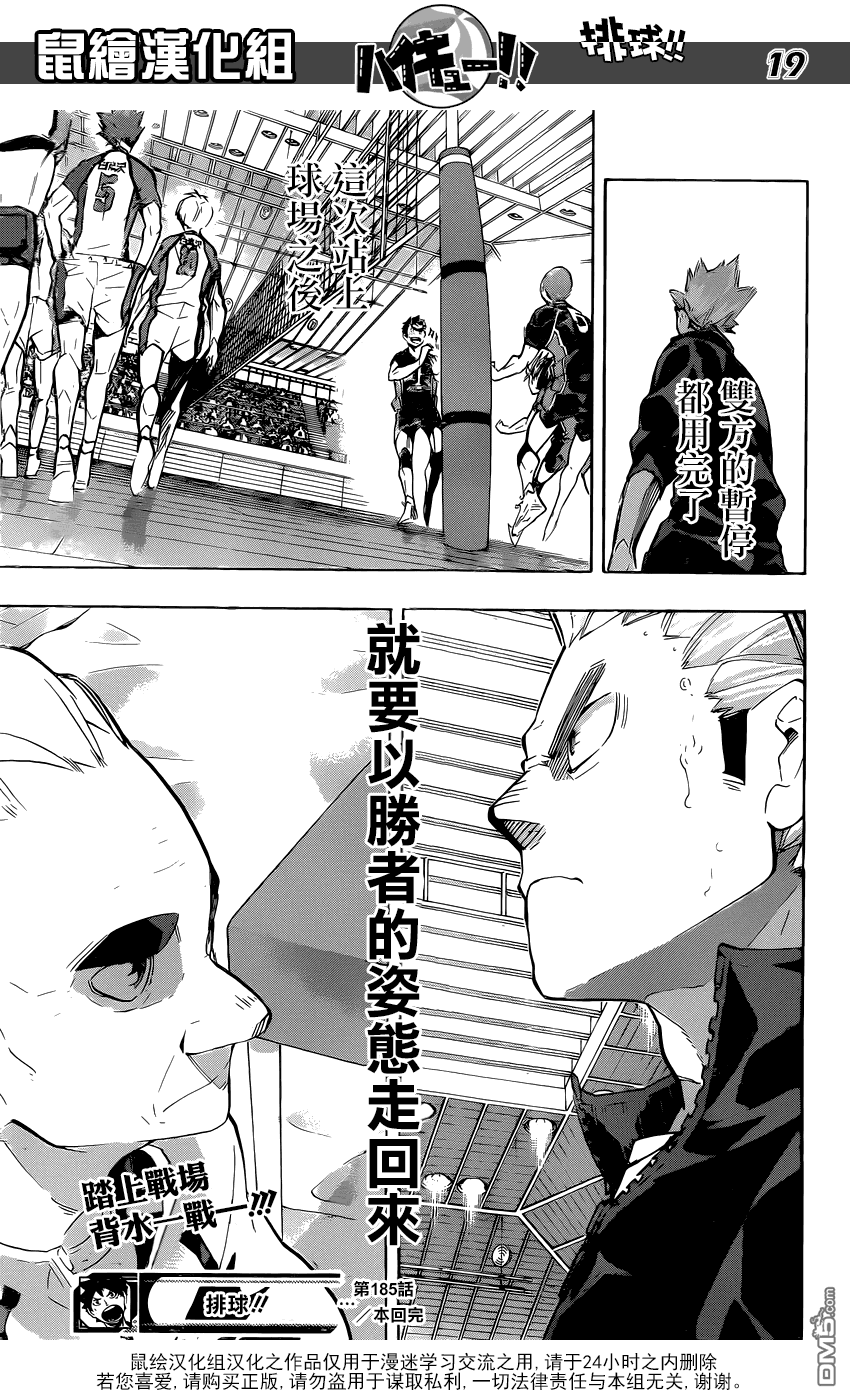 鼠繪漢化組
ハイキュー!!
排球!!
19
雙方的暫停
都用完了
這次站上
球場之後
5
就要以勝者的姿態走回來
踏上戰場
背水一戰—!!!
排球!!
第185話
…／本回完
DM5.com
鼠绘汉化组汉化之作品仅用于漫迷学习交流之用, 请于24小时之内删除
若您喜爱, 请购买正版, 请勿盗用于谋取私利, 一切法律责任与本组无关, 谢谢。